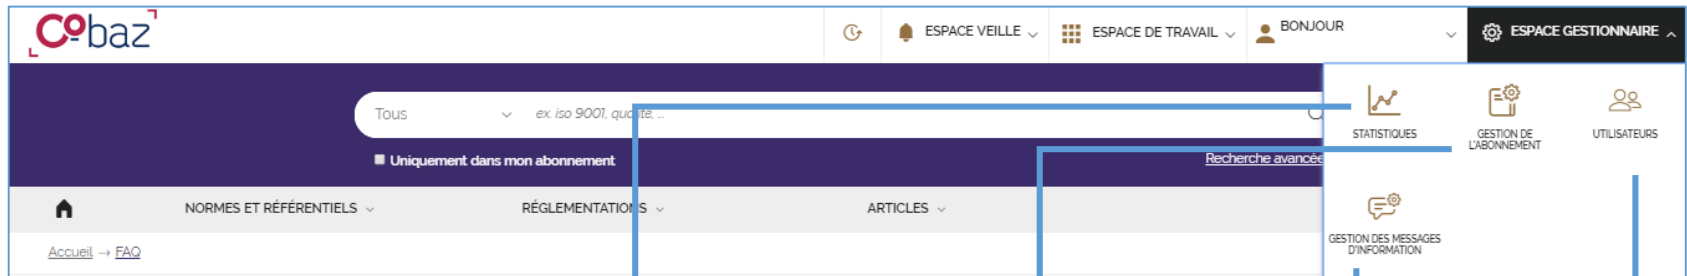 Cobaz
ESPACE VEILLE
ESPACE DE TRAVAIL
BONJOUR
ESPACE GESTIONNAIRE
Tous
ex. iso 9001, qualité, ...
Uniquement dans mon abonnement
Recherche avancée
STATISTIQUES
GESTION DE
L'ABONNEMENT
UTILISATEURS
NORMES ET RÉFÉRENTIELS
RÉGLEMENTATIONS
ARTICLES
GESTION DES MESSAGES
D'INFORMATION
Accueil → FAQ